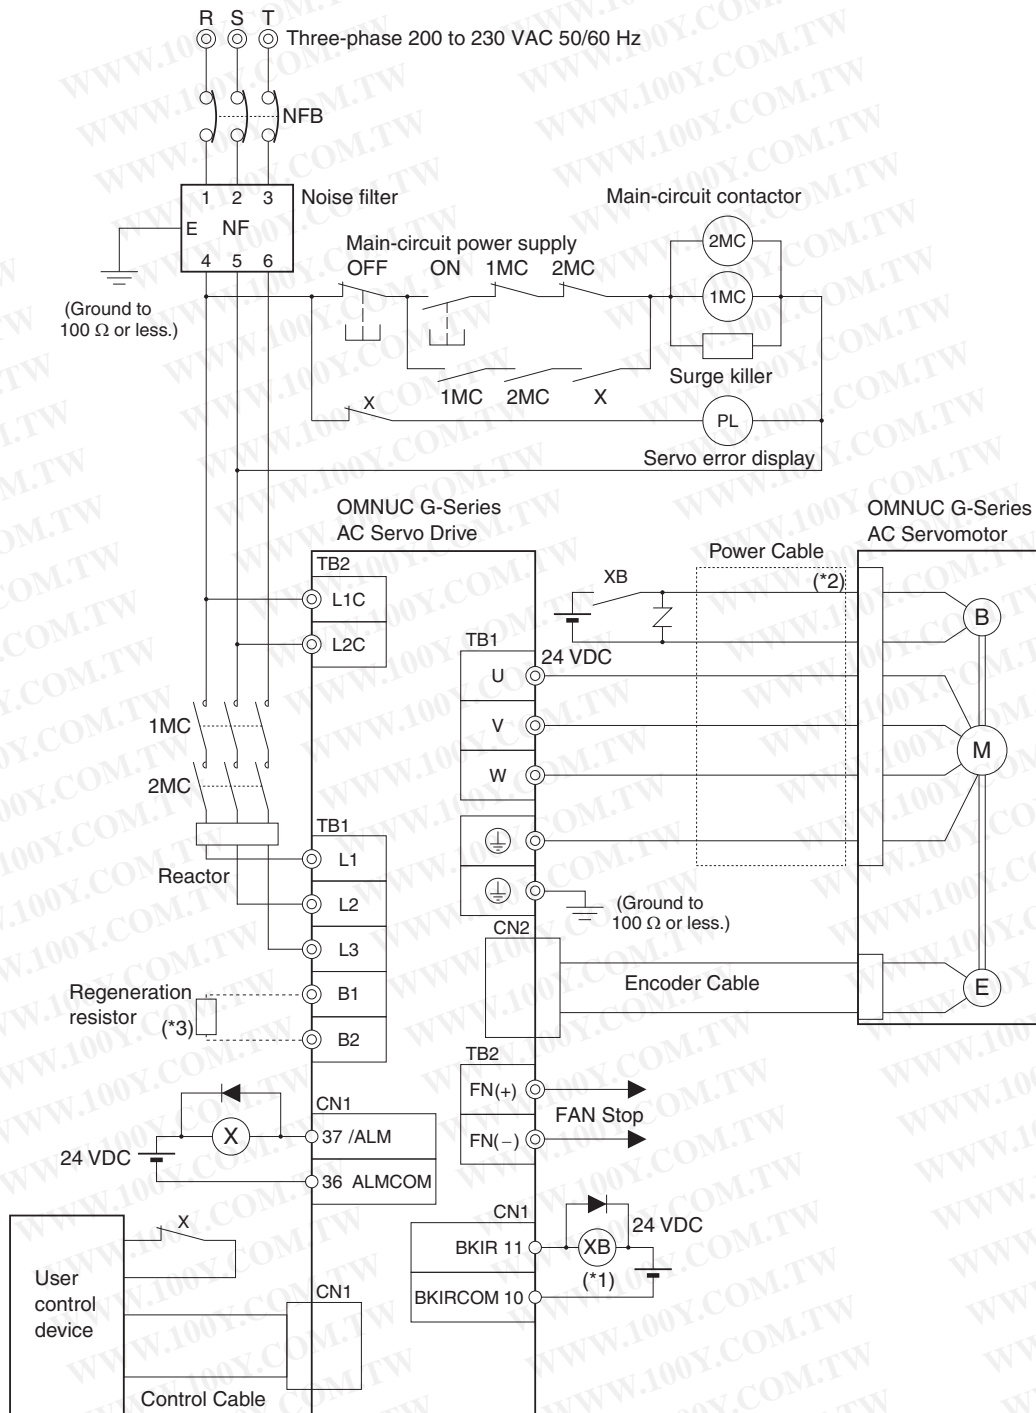 R S T
Three-phase 200 to 230 VAC 50/60 Hz
NFB
1 2 3
Noise filter
E NF
4 5 6
(Ground to
100 Ω or less.)
Main-circuit contactor
Main-circuit power supply
OFF ON 1MC 2MC
2MC
1MC
Surge killer
1MC 2MC X
X
PL
Servo error display
OMNUC G-Series
AC Servo Drive
OMNUC G-Series
AC Servomotor
TB2
L1C
L2C
Power Cable
(*2)
XB
24 VDC
B
TB1
U
V
W
M
1MC
2MC
Reactor
TB1
L1
L2
L3
B1
B2
(Ground to
100 Ω or less.)
CN2
Encoder Cable
E
Regeneration
resistor
(*3)
TB2
FN(+)
FN(−)
FAN Stop
X
24 VDC
CN1
37 /ALM
36 ALMCOM
CN1
BKIR 11
BKIRCOM 10
XB
(*1)
24 VDC
X
User
control
device
CN1
Control Cable
WWW.100Y.COM.TW